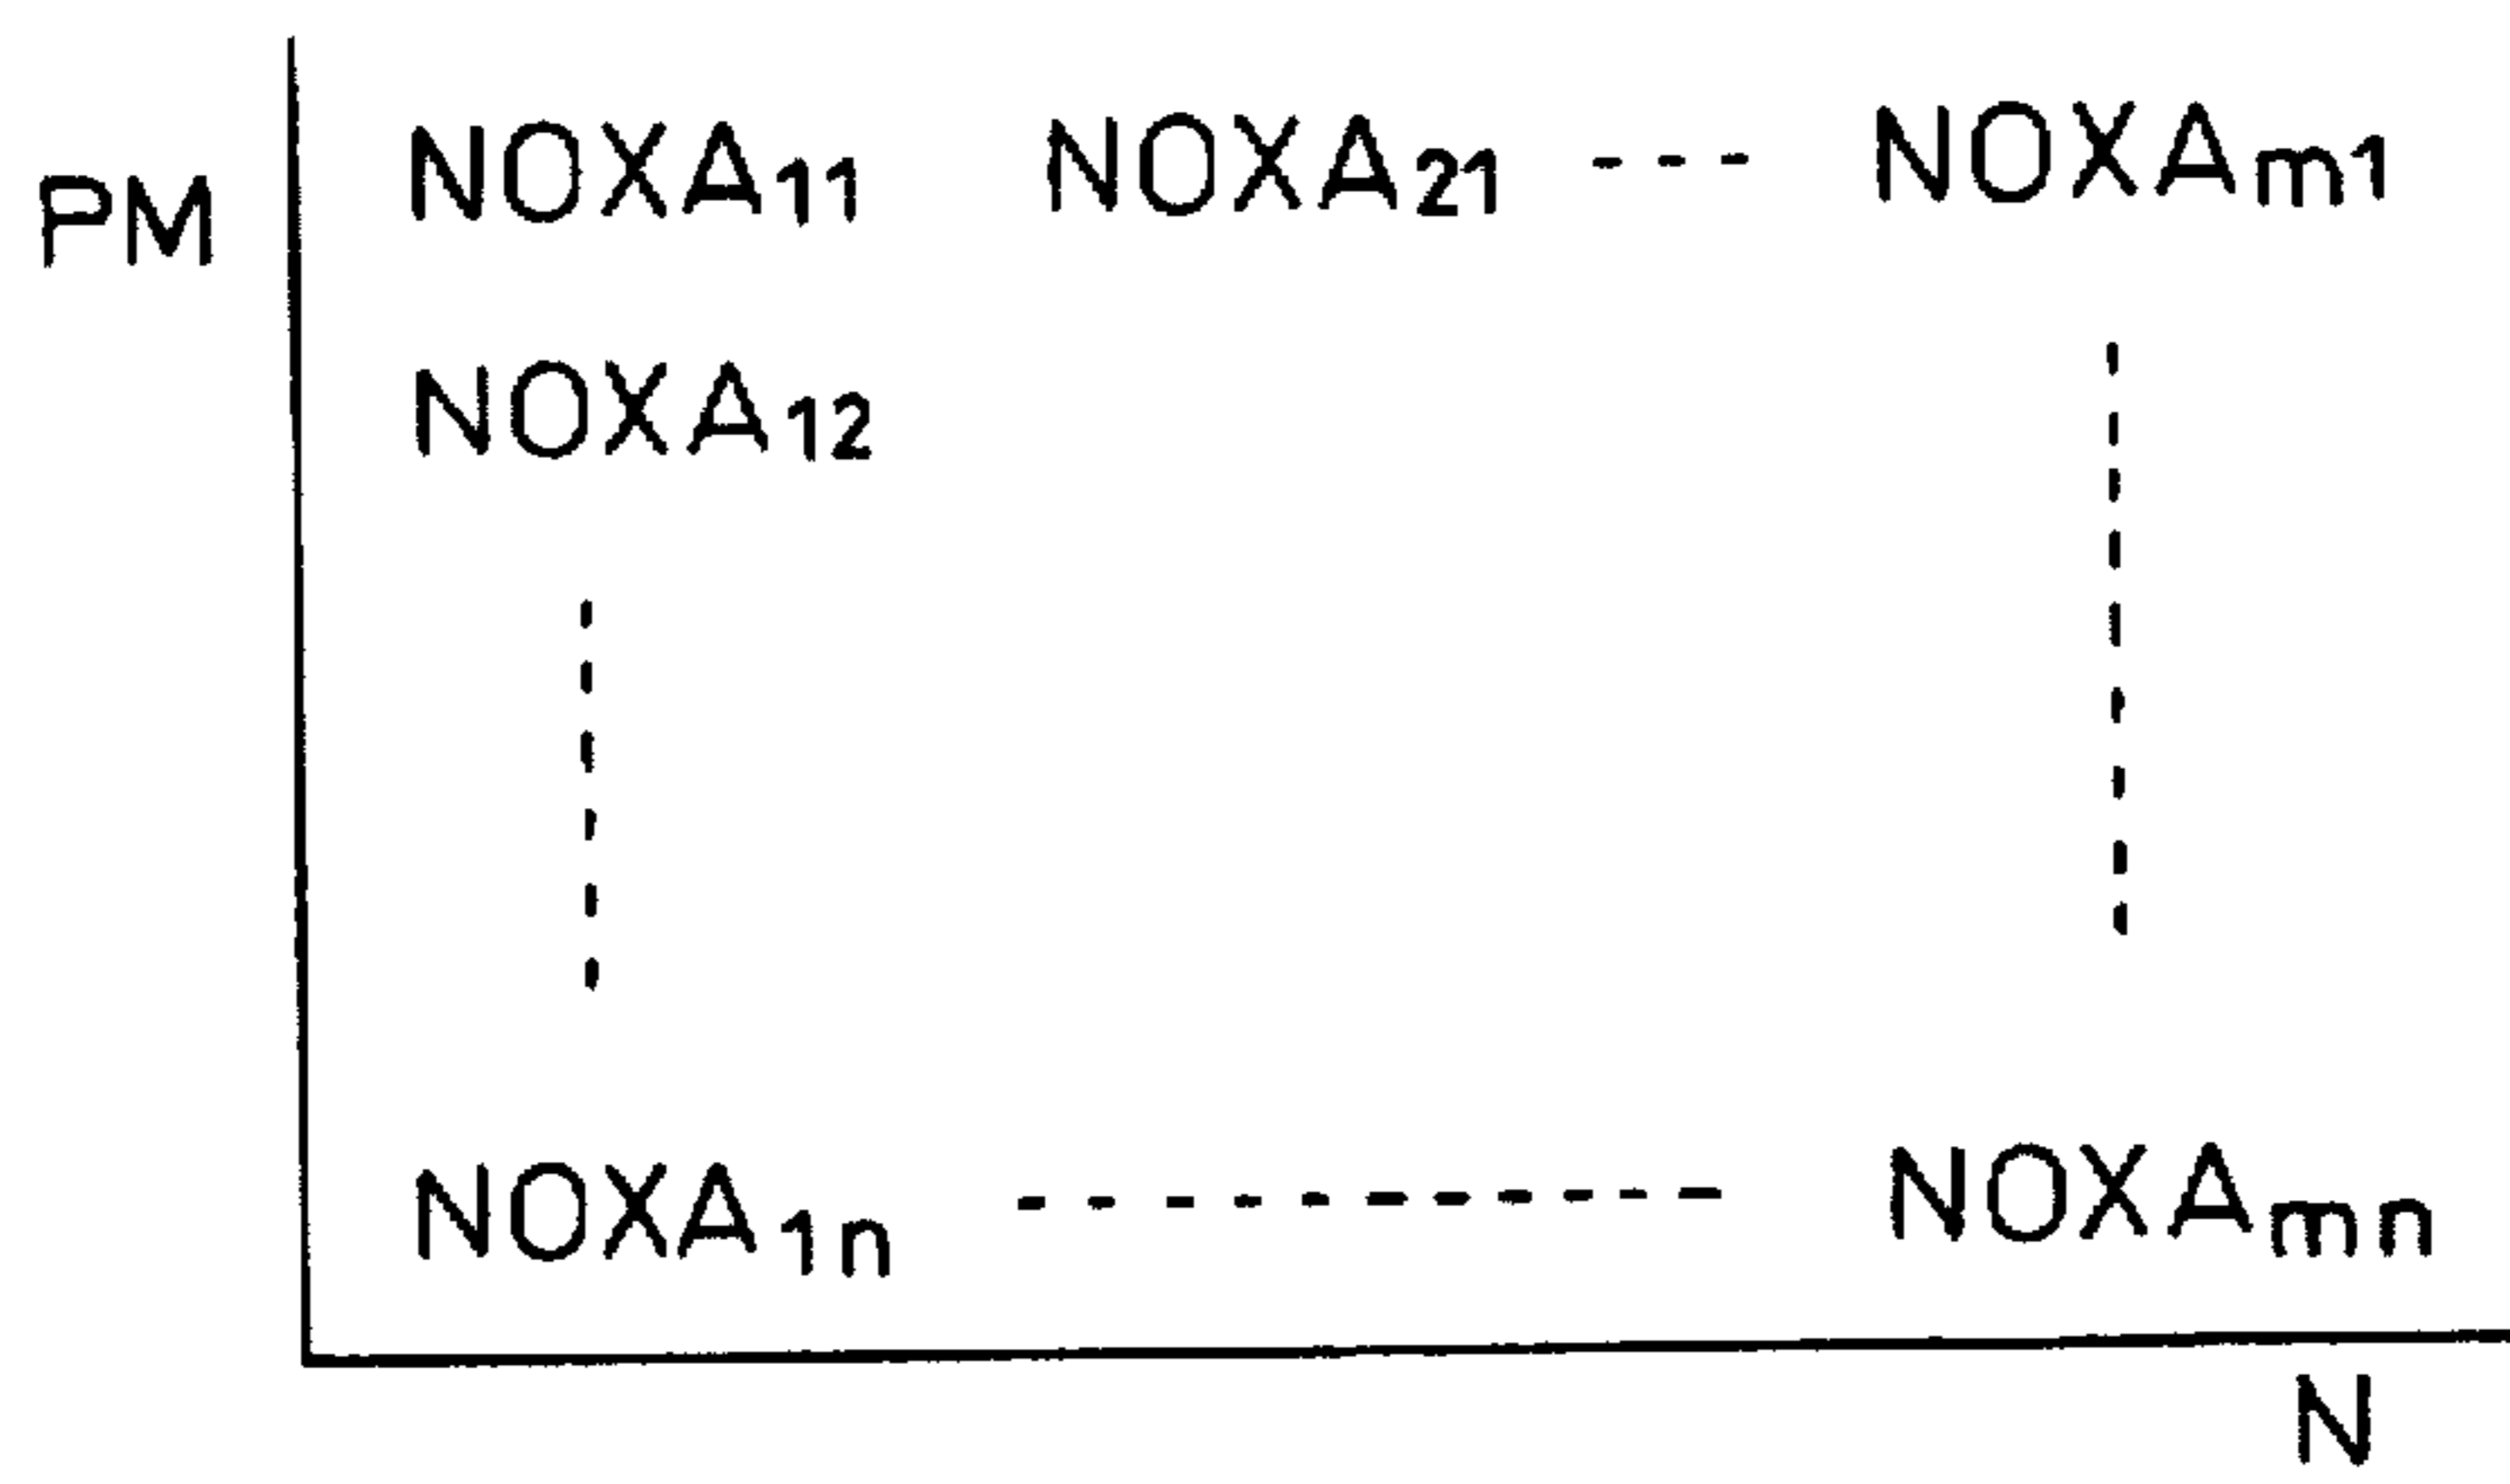 PM
NOXA11 NOXA21 --- NOXAm1
NOXA12
NOXA1n ----------- NOXAmn
N